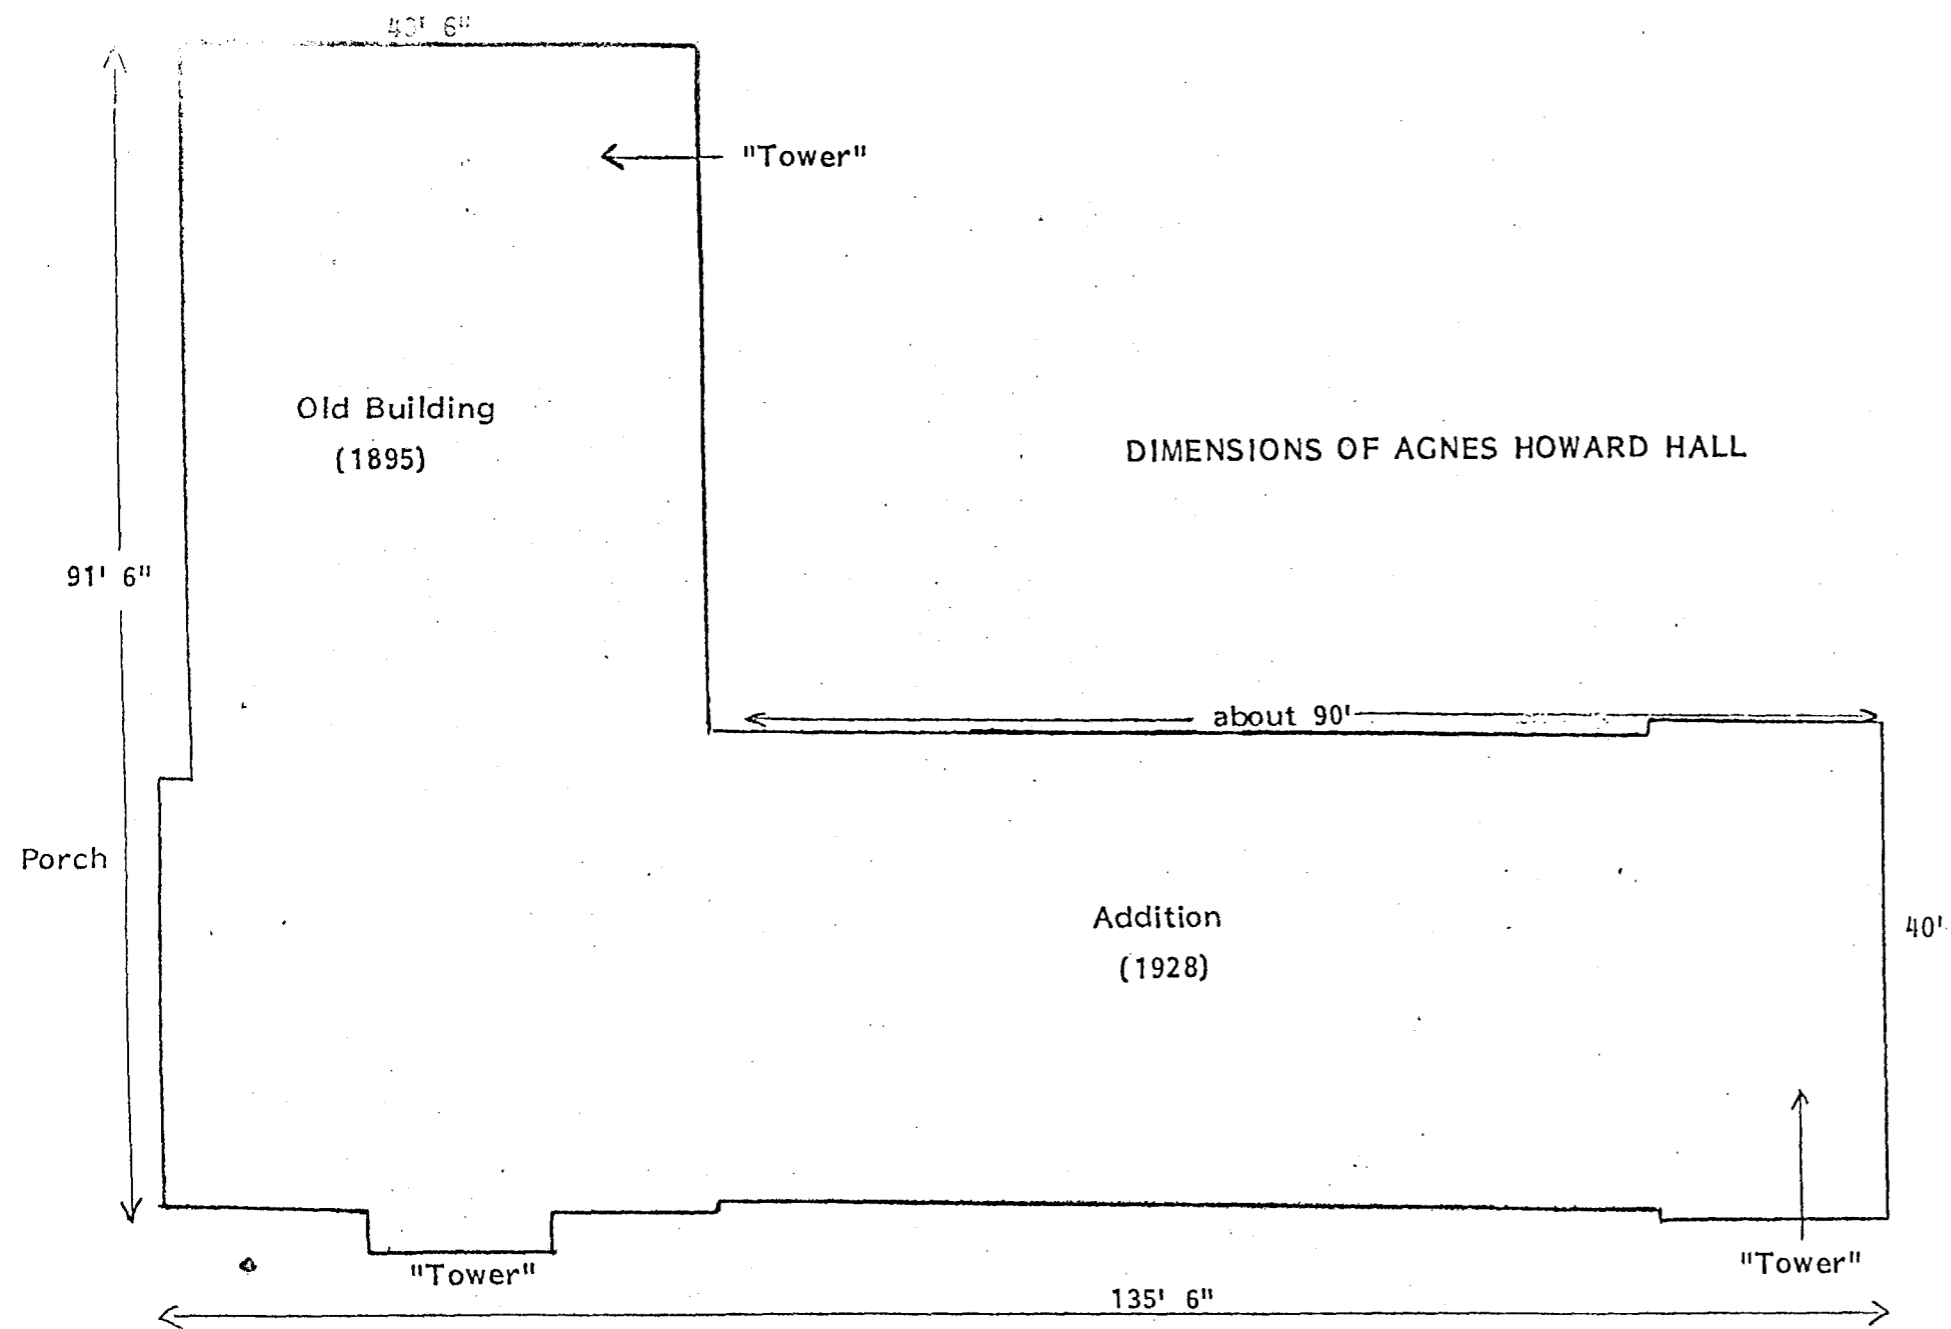 40' 6"
"Tower"
Old Building
(1895)
DIMENSIONS OF AGNES HOWARD HALL
91' 6"
about 90'
Porch
Addition
(1928)
40'
"Tower"
"Tower"
135' 6"